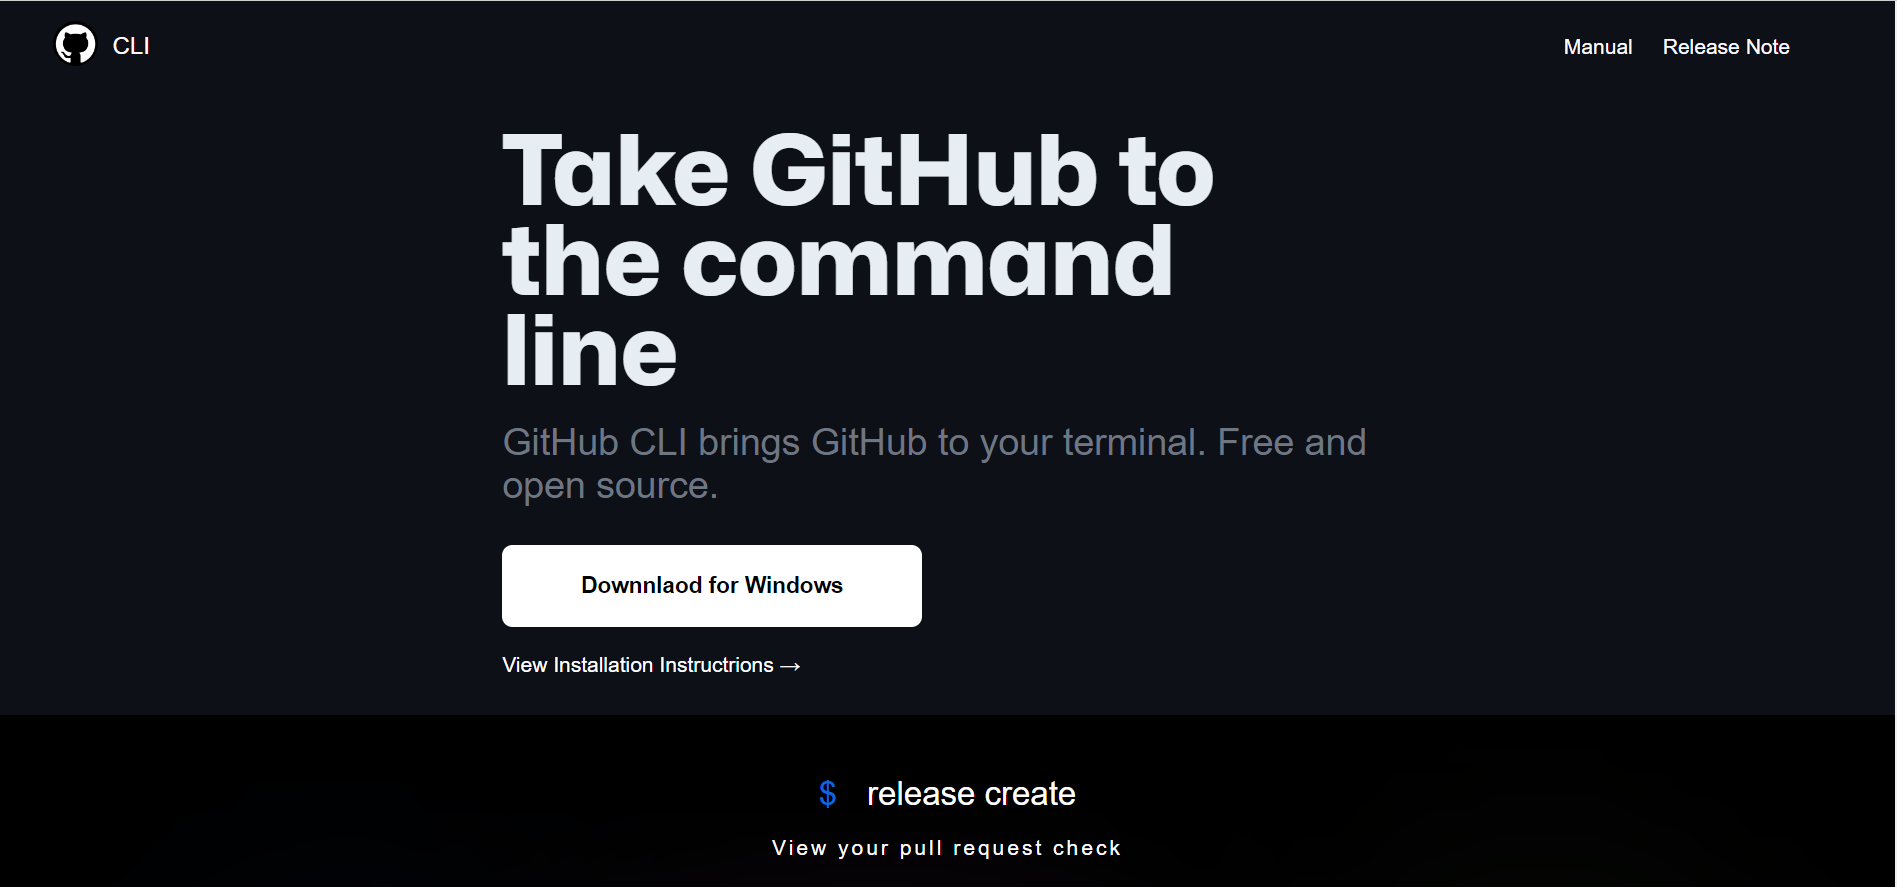 CLI
Manual
Release Note
Take GitHub to
the command
line
GitHub CLI brings GitHub to your terminal. Free and
open source.
Downnlaod for Windows
View Installation Instructrions →
$ release create
View your pull request check